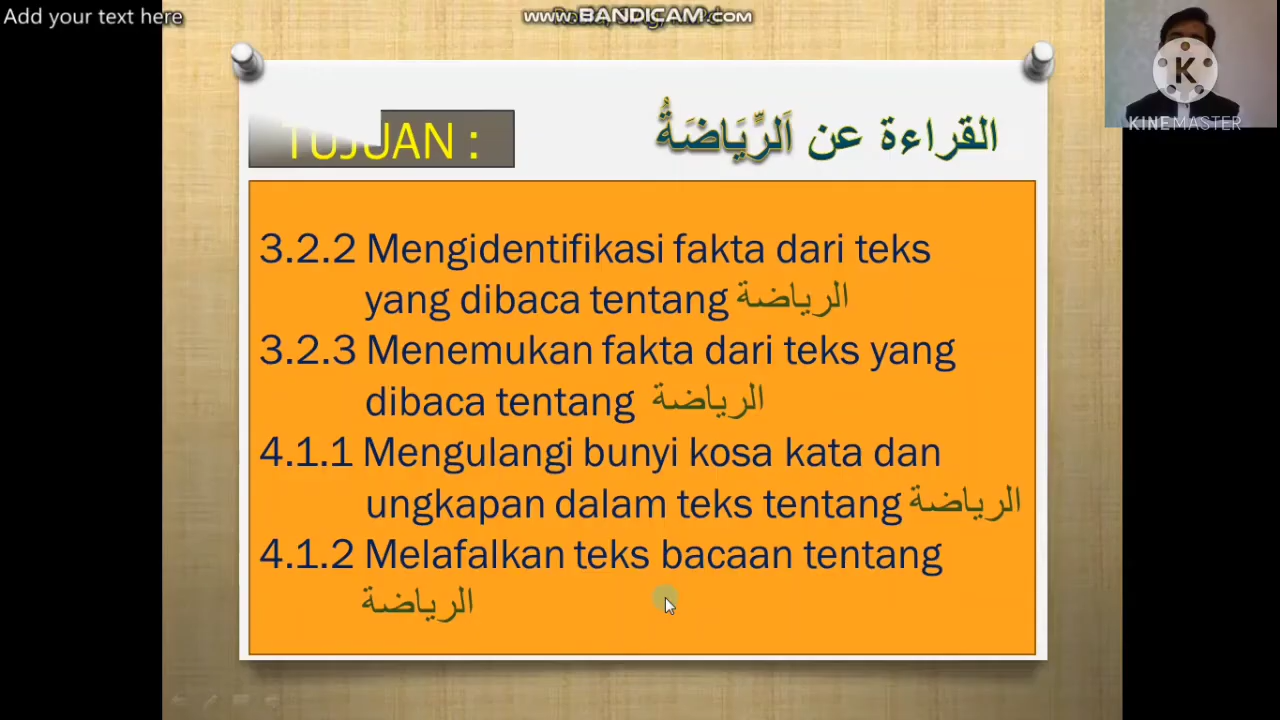 Add your text here
www.BANDICAM.com
KINEMASTER
TUJUAN :
القراءة عن اَلرِّيَاضَةُ
3.2.2 Mengidentifikasi fakta dari teks
yang dibaca tentang الرياضة
3.2.3 Menemukan fakta dari teks yang
dibaca tentang الرياضة
4.1.1 Mengulangi bunyi kosa kata dan
ungkapan dalam teks tentang الرياضة
4.1.2 Melafalkan teks bacaan tentang
الرياضة